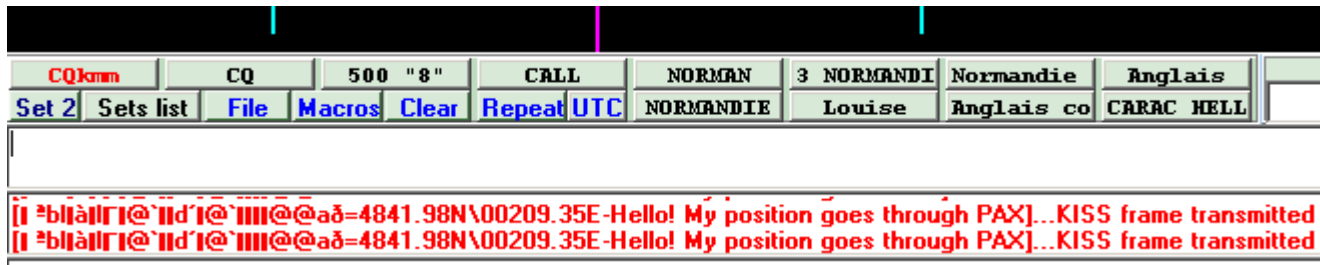 CQkmm CQ 500 "8" CALL NORMAN 3 NORMANDI Normandie Anglais
Set 2 Sets list File Macros Clear Repeat UTC NORMANDIE Louise Anglais co CARAC HELL
=4841.98N\00209.35E-Hello! My position goes through PAX]...KISS frame transmitted
=4841.98N\00209.35E-Hello! My position goes through PAX]...KISS frame transmitted